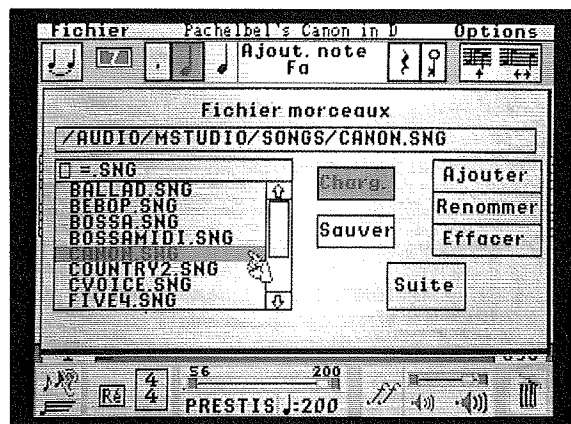 Fichier Pachelbel's Canon in D Options
Ajout. note
Fa
Fichier morceaux
/AUDIO/MSTUDIO/SONGS/CANON.SNG
=.SNG
BALLAD.SNG
BEBOP.SNG
BOSSA.SNG
BOSSAMIDI.SNG
CANON.SNG
COUNTRY2.SNG
CVOICE.SNG
FIVE4.SNG
Charg.
Sauver
Ajouter
Renommer
Effacer
Suite
56 200
Ré
4
4
PRESTIS ♩=200
ff